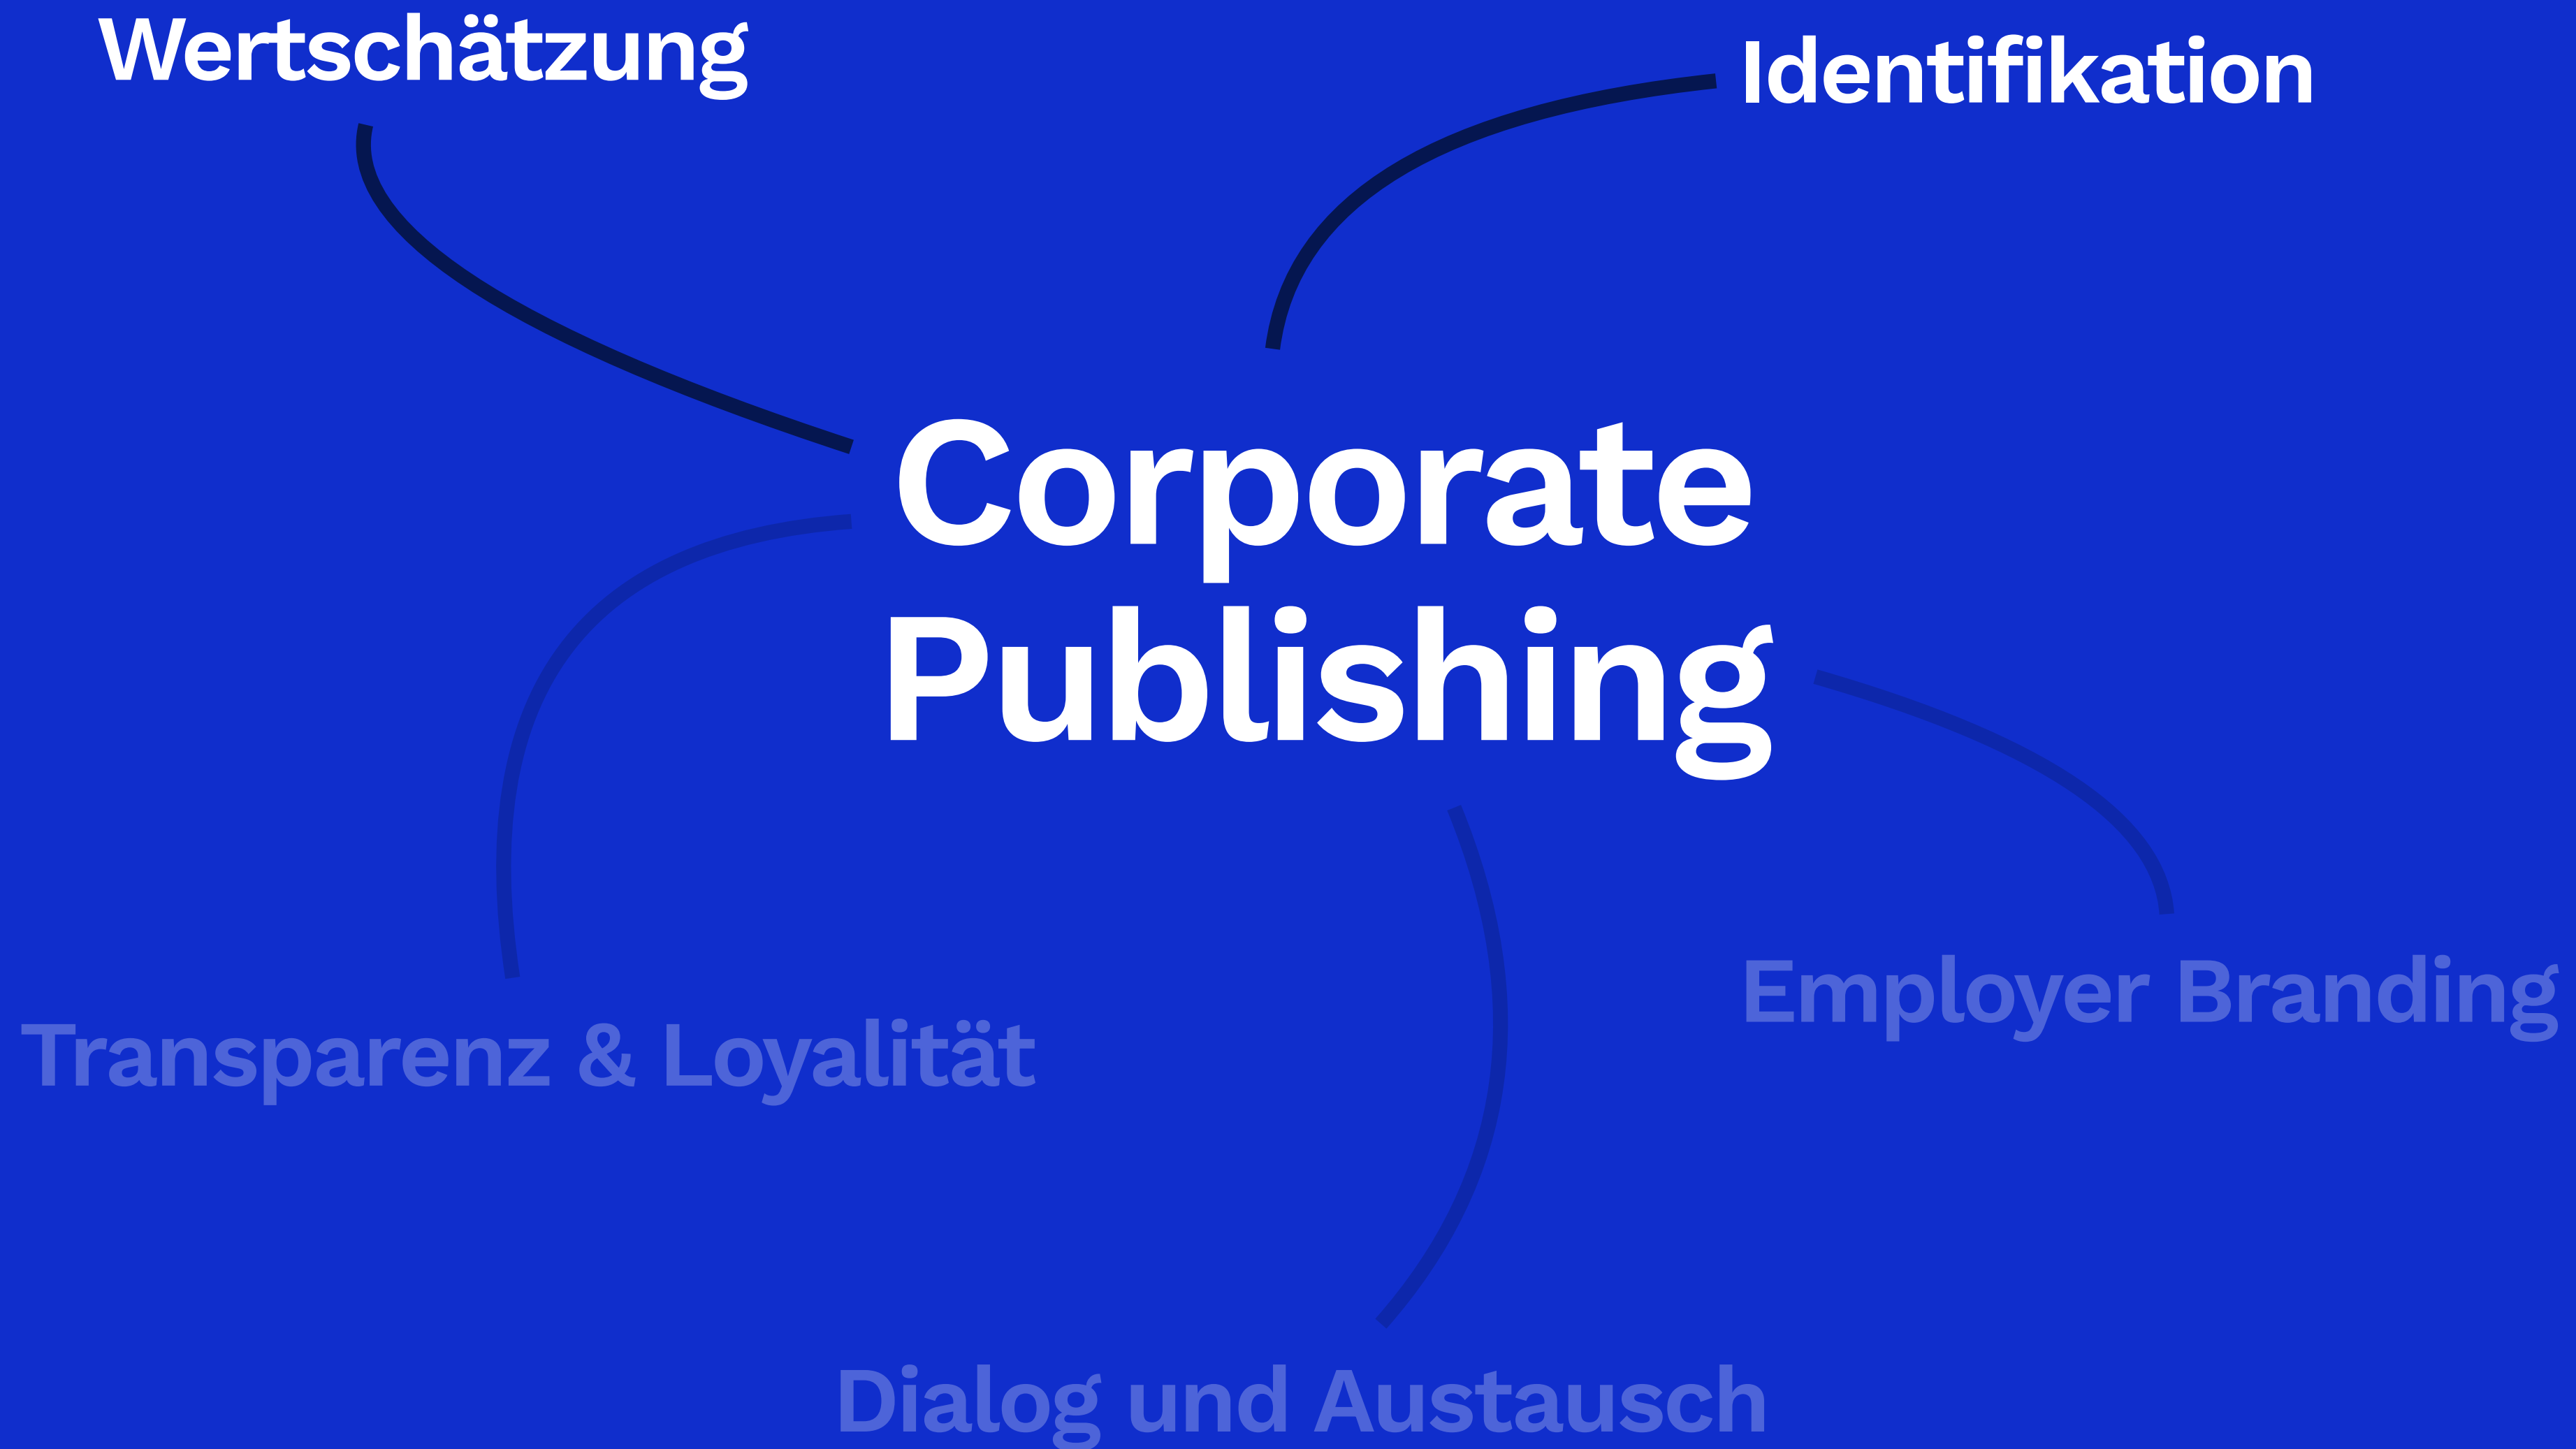 Wertschätzung
Identifikation
Corporate
Publishing
Employer Branding
Transparenz & Loyalität
Dialog und Austausch